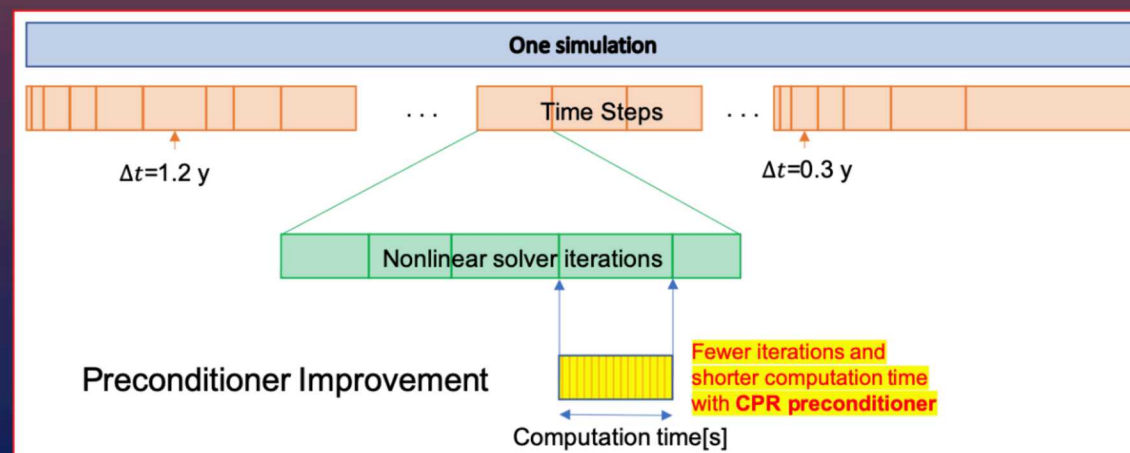 One simulation
... Time Steps ...
Δt=1.2 y
Δt=0.3 y
Nonlinear solver iterations
Preconditioner Improvement
Fewer iterations and
shorter computation time
with CPR preconditioner
Computation time[s]